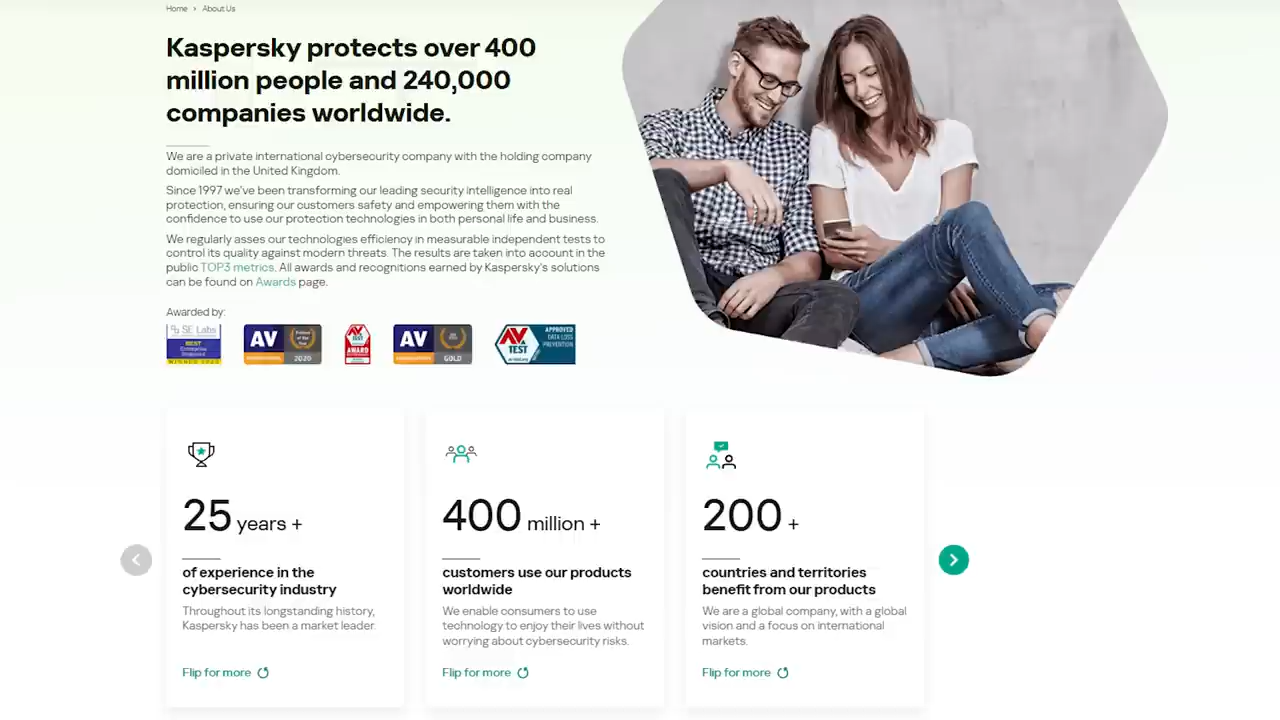 Home > About Us
Kaspersky protects over 400
million people and 240,000
companies worldwide.
We are a private international cybersecurity company with the holding company
domiciled in the United Kingdom.
Since 1997 we've been transforming our leading security intelligence into real
protection, ensuring our customers safety and empowering them with the
confidence to use our protection technologies in both personal life and business.
We regularly asses our technologies efficiency in measurable independent tests to
control its quality against modern threats. The results are taken into account in the
public TOP3 metrics. All awards and recognitions earned by Kaspersky's solutions
can be found on Awards page.
Awarded by:
SE Labs
BEST
WINNER 2020
AV
2020
AV
TEST
AWARD
AV
GOLD
AV
TEST
APPROVED
DATA LOSS
PREVENTION
25 years +
of experience in the
cybersecurity industry
Throughout its longstanding history,
Kaspersky has been a market leader.
Flip for more
400 million +
customers use our products
worldwide
We enable consumers to use
technology to enjoy their lives without
worrying about cybersecurity risks.
Flip for more
200 +
countries and territories
benefit from our products
We are a global company, with a global
vision and a focus on international
markets.
Flip for more